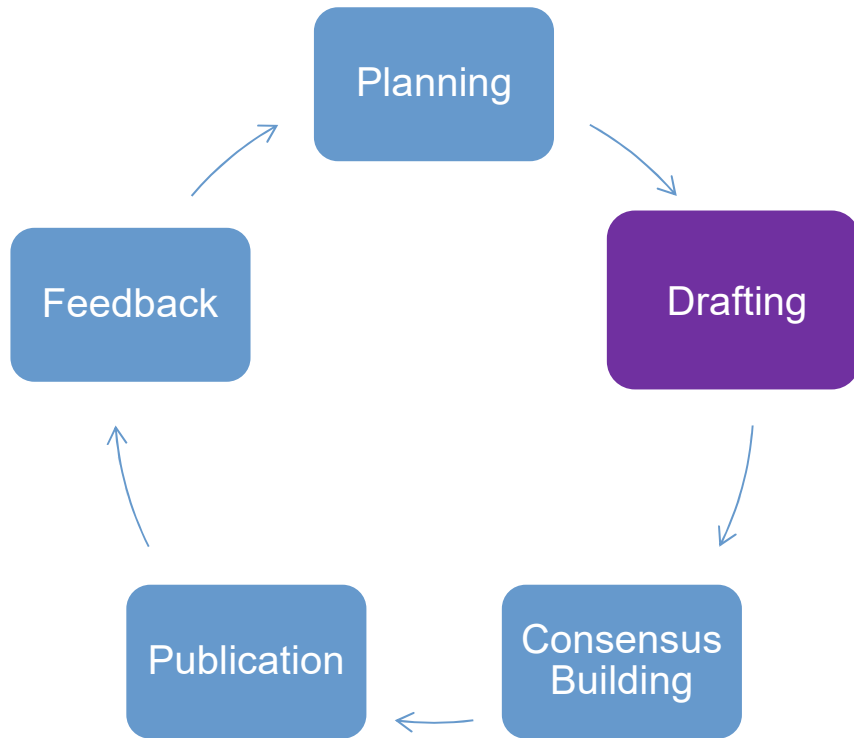 Planning
Drafting
Consensus
Building
Publication
Feedback